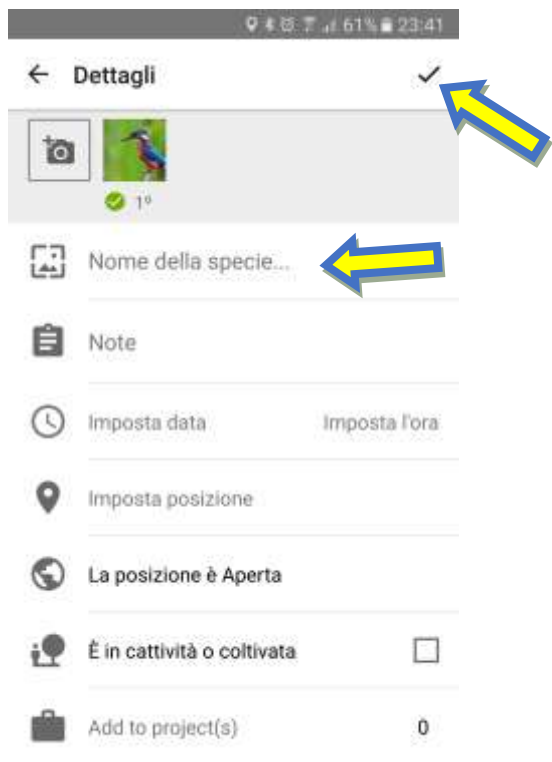 61% 23:41
Dettagli
1º
Nome della specie...
Note
Imposta data Imposta l'ora
Imposta posizione
La posizione è Aperta
È in cattività o coltivata
Add to project(s) 0